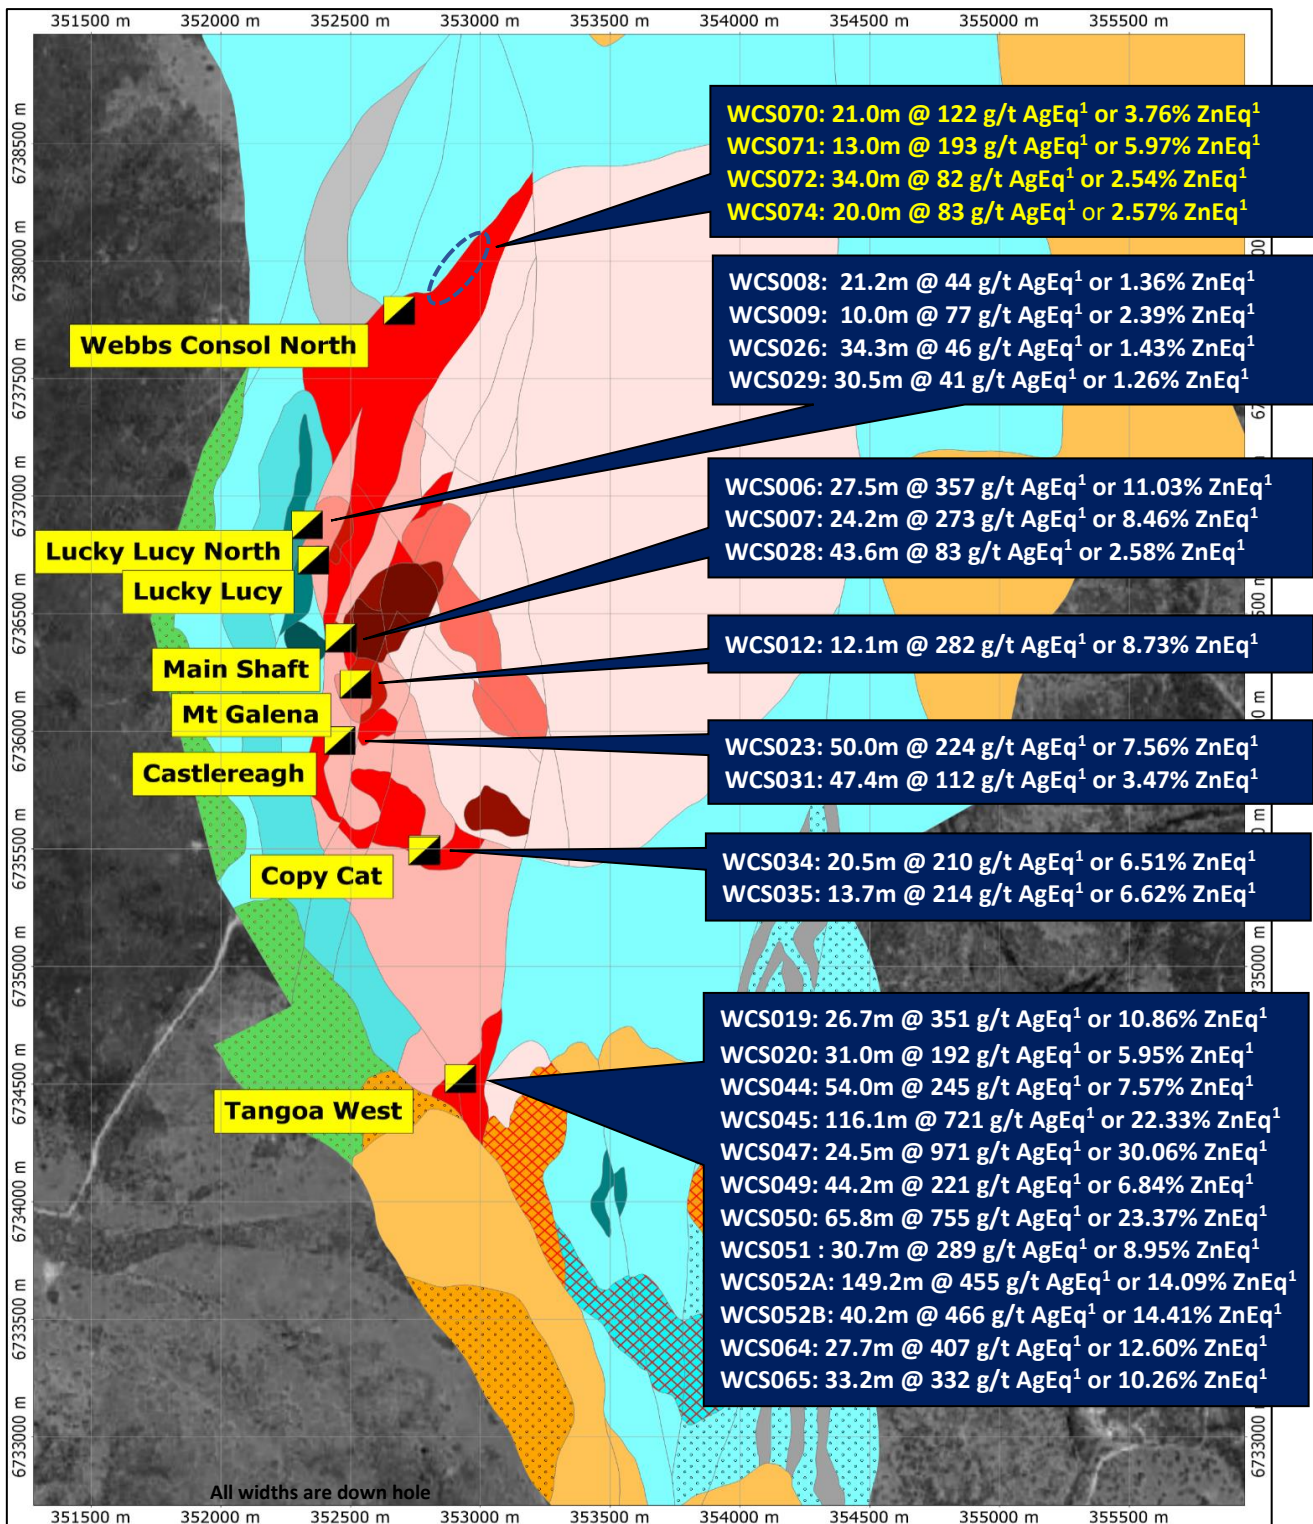 351500 m 352000 m 352500 m 353000 m 353500 m 354000 m 354500 m 355000 m 355500 m
6738500 m
6738000 m
6737500 m
6737000 m
6736500 m
6736000 m
6735500 m
6735000 m
6734500 m
6734000 m
6733500 m
6733000 m
WCS070: 21.0m @ 122 g/t AgEq¹ or 3.76% ZnEq¹
WCS071: 13.0m @ 193 g/t AgEq¹ or 5.97% ZnEq¹
WCS072: 34.0m @ 82 g/t AgEq¹ or 2.54% ZnEq¹
WCS074: 20.0m @ 83 g/t AgEq¹ or 2.57% ZnEq¹
WCS008: 21.2m @ 44 g/t AgEq¹ or 1.36% ZnEq¹
WCS009: 10.0m @ 77 g/t AgEq¹ or 2.39% ZnEq¹
WCS026: 34.3m @ 46 g/t AgEq¹ or 1.43% ZnEq¹
WCS029: 30.5m @ 41 g/t AgEq¹ or 1.26% ZnEq¹
Webbs Consol North
WCS006: 27.5m @ 357 g/t AgEq¹ or 11.03% ZnEq¹
WCS007: 24.2m @ 273 g/t AgEq¹ or 8.46% ZnEq¹
WCS028: 43.6m @ 83 g/t AgEq¹ or 2.58% ZnEq¹
Lucky Lucy North
Lucky Lucy
WCS012: 12.1m @ 282 g/t AgEq¹ or 8.73% ZnEq¹
Main Shaft
Mt Galena
WCS023: 50.0m @ 224 g/t AgEq¹ or 7.56% ZnEq¹
WCS031: 47.4m @ 112 g/t AgEq¹ or 3.47% ZnEq¹
Castlereagh
WCS034: 20.5m @ 210 g/t AgEq¹ or 6.51% ZnEq¹
WCS035: 13.7m @ 214 g/t AgEq¹ or 6.62% ZnEq¹
Copy Cat
WCS019: 26.7m @ 351 g/t AgEq¹ or 10.86% ZnEq¹
WCS020: 31.0m @ 192 g/t AgEq¹ or 5.95% ZnEq¹
WCS044: 54.0m @ 245 g/t AgEq¹ or 7.57% ZnEq¹
WCS045: 116.1m @ 721 g/t AgEq¹ or 22.33% ZnEq¹
WCS047: 24.5m @ 971 g/t AgEq¹ or 30.06% ZnEq¹
WCS049: 44.2m @ 221 g/t AgEq¹ or 6.84% ZnEq¹
WCS050: 65.8m @ 755 g/t AgEq¹ or 23.37% ZnEq¹
WCS051 : 30.7m @ 289 g/t AgEq¹ or 8.95% ZnEq¹
WCS052A: 149.2m @ 455 g/t AgEq¹ or 14.09% ZnEq¹
WCS052B: 40.2m @ 466 g/t AgEq¹ or 14.41% ZnEq¹
WCS064: 27.7m @ 407 g/t AgEq¹ or 12.60% ZnEq¹
WCS065: 33.2m @ 332 g/t AgEq¹ or 10.26% ZnEq¹
Tangoa West
6733000 m
All widths are down hole
351500 m 352000 m 352500 m 353000 m 353500 m 354000 m 354500 m 355000 m 355500 m